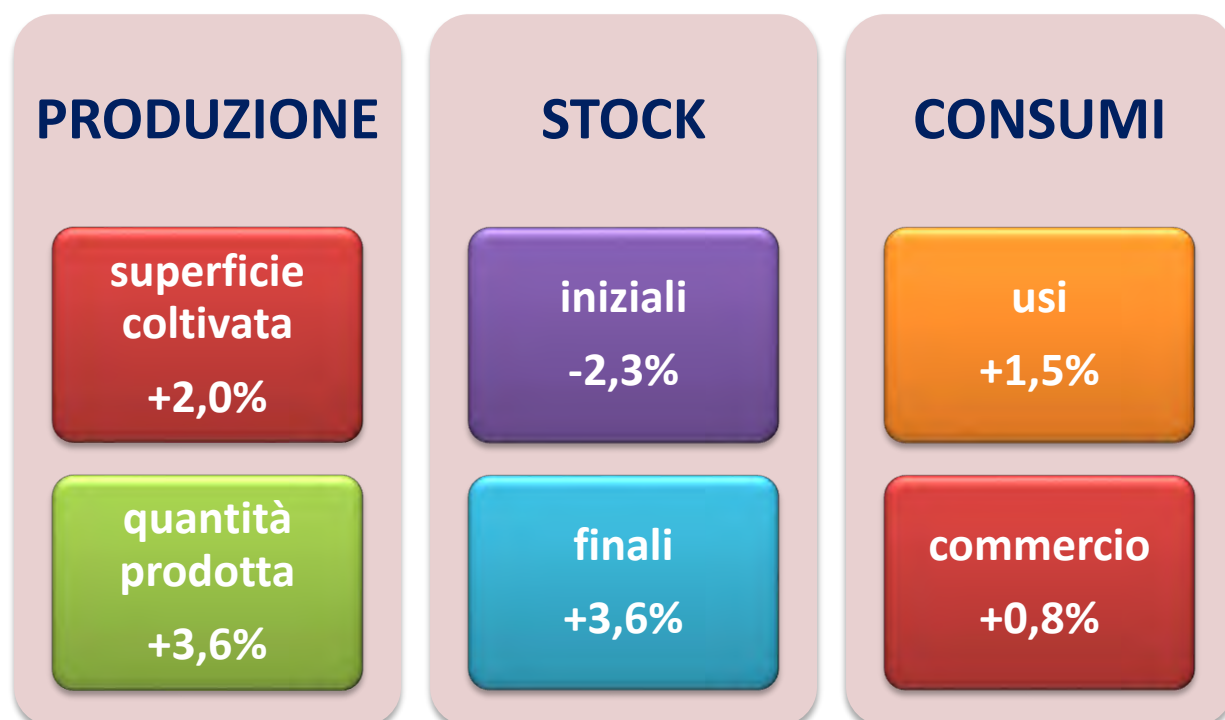 PRODUZIONE
superficie
coltivata
+2,0%
quantità
prodotta
+3,6%
STOCK
iniziali
-2,3%
finali
+3,6%
CONSUMI
usi
+1,5%
commercio
+0,8%